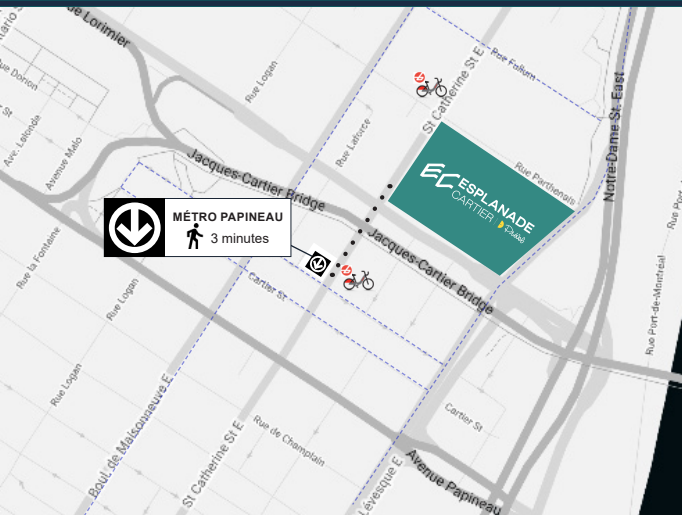 de Lorimier
Rue Dorion
Ave. Lalonde
Avenue Malo
Rue Logan
Rue Laforce
St Catherine St E
Rue Fullum
Notre-Dame St. East
Rue Parthenais
Jacques-Cartier Bridge
EC ESPLANADE
CARTIER
MÉTRO PAPINEAU
3 minutes
Jacques-Cartier Bridge
Rue la Fontaine
Rue Logan
Cartier St
Rue Port-de-Montréal
Rue Logan
Boul. de Maisonneuve E
St Catherine St E
Rue de Champlain
Cartier St
Avenue Papineau
Lévesque E